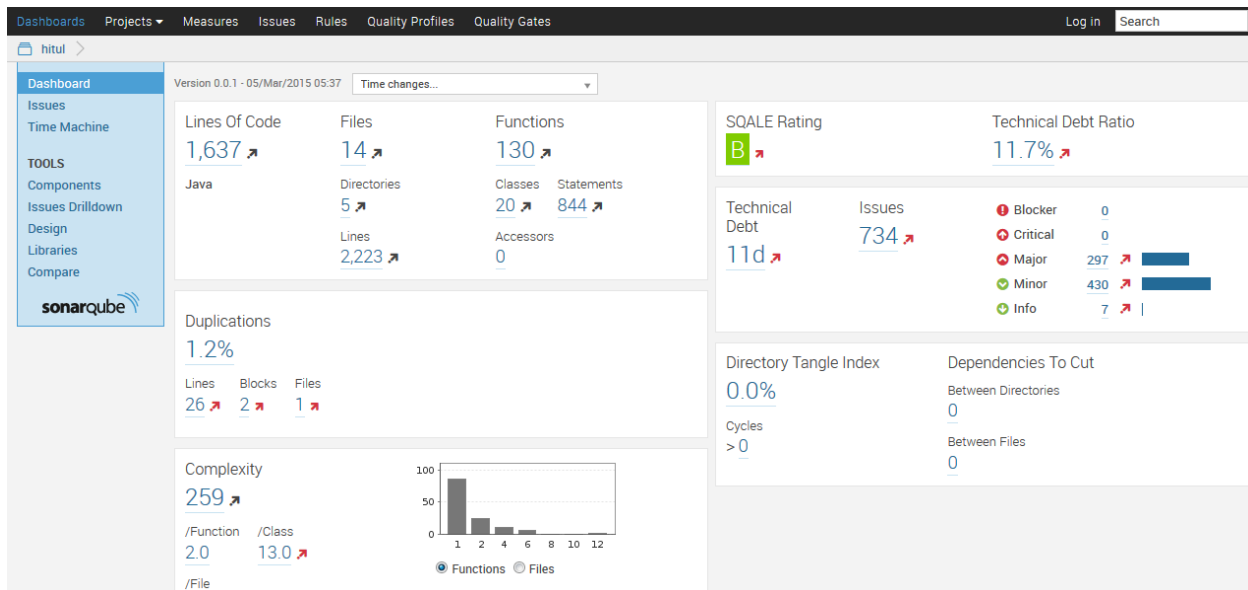 Dashboards Projects Measures Issues Rules Quality Profiles Quality Gates Log in Search
hitul
Dashboard
Issues
Time Machine
TOOLS
Components
Issues Drilldown
Design
Libraries
Compare
sonarqube
Version 0.0.1 - 05/Mar/2015 05:37 Time changes...
Lines Of Code Files Functions
1,637 14 130
Java Directories Classes Statements
5 20 844
Lines Accessors
2,223 0
Duplications
1.2%
Lines Blocks Files
26 2 1
Complexity
259
/Function /Class
2.0 13.0
/File
100
50
0
1 2 4 6 8 10 12
Functions Files
SQALE Rating Technical Debt Ratio
B 11.7%
Technical Debt Issues
11d 734
Blocker 0
Critical 0
Major 297
Minor 430
Info 7
Directory Tangle Index Dependencies To Cut
0.0% Between Directories
0
Cycles Between Files
> 0 0